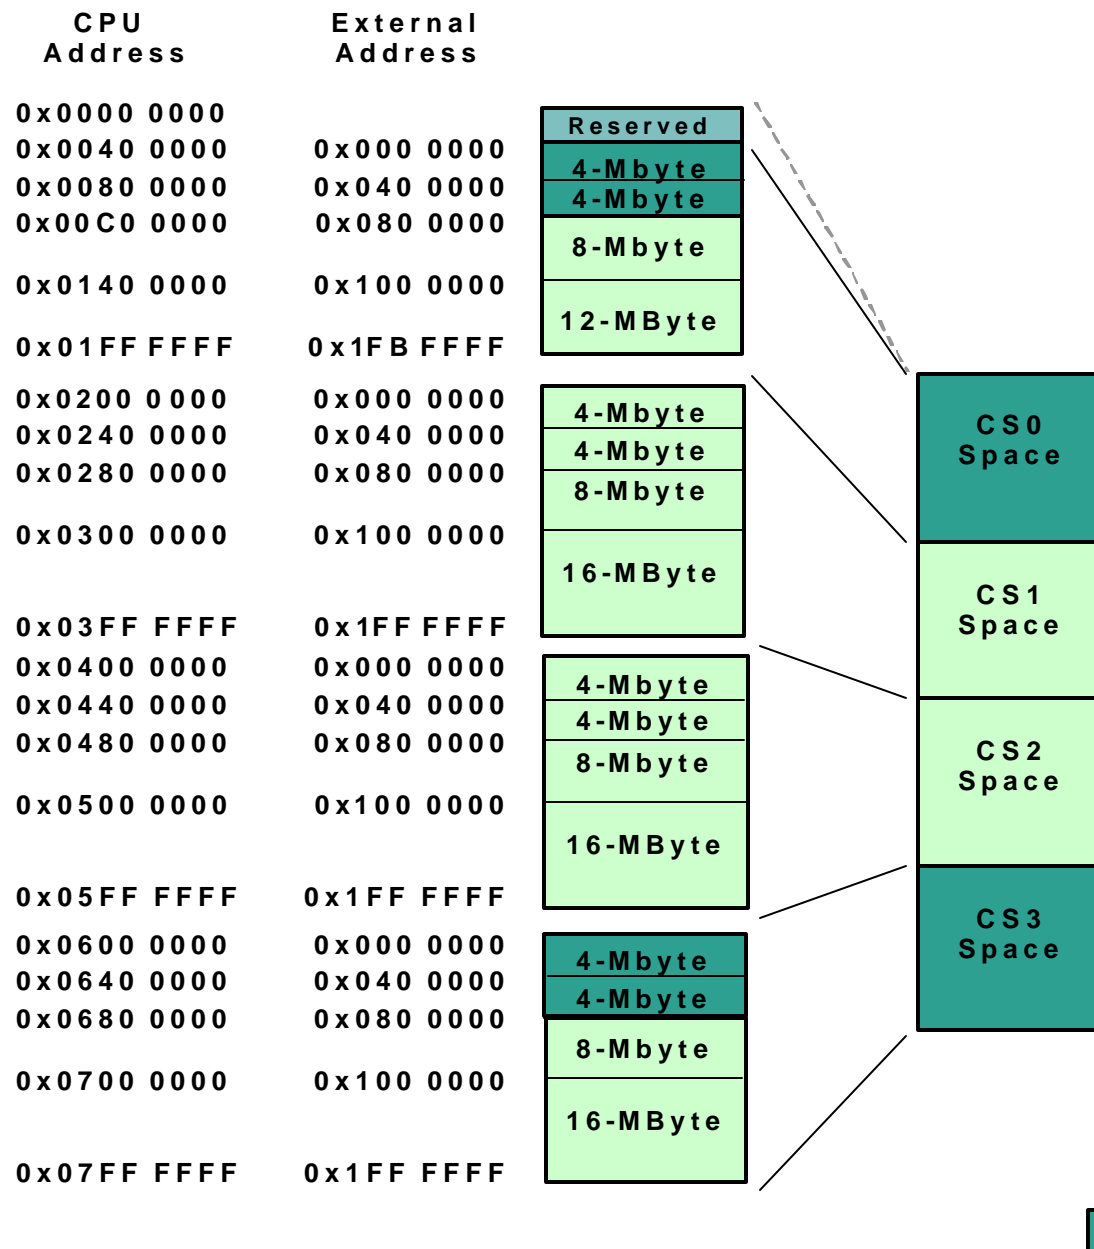 CPU Address
External Address
0x0000 0000
Reserved
0x0040 0000 0x000 0000
4-Mbyte
0x0080 0000 0x040 0000
4-Mbyte
0x00C0 0000 0x080 0000
8-Mbyte
0x0140 0000 0x100 0000
12-MByte
0x01FF FFFF 0x1FB FFFF
0x0200 0000 0x000 0000
4-Mbyte
0x0240 0000 0x040 0000
4-Mbyte
0x0280 0000 0x080 0000
8-Mbyte
0x0300 0000 0x100 0000
16-MByte
0x03FF FFFF 0x1FF FFFF
0x0400 0000 0x000 0000
4-Mbyte
0x0440 0000 0x040 0000
4-Mbyte
0x0480 0000 0x080 0000
8-Mbyte
0x0500 0000 0x100 0000
16-MByte
0x05FF FFFF 0x1FF FFFF
0x0600 0000 0x000 0000
4-Mbyte
0x0640 0000 0x040 0000
4-Mbyte
0x0680 0000 0x080 0000
8-Mbyte
0x0700 0000 0x100 0000
16-MByte
0x07FF FFFF 0x1FF FFFF
CS0
Space
CS1
Space
CS2
Space
CS3
Space